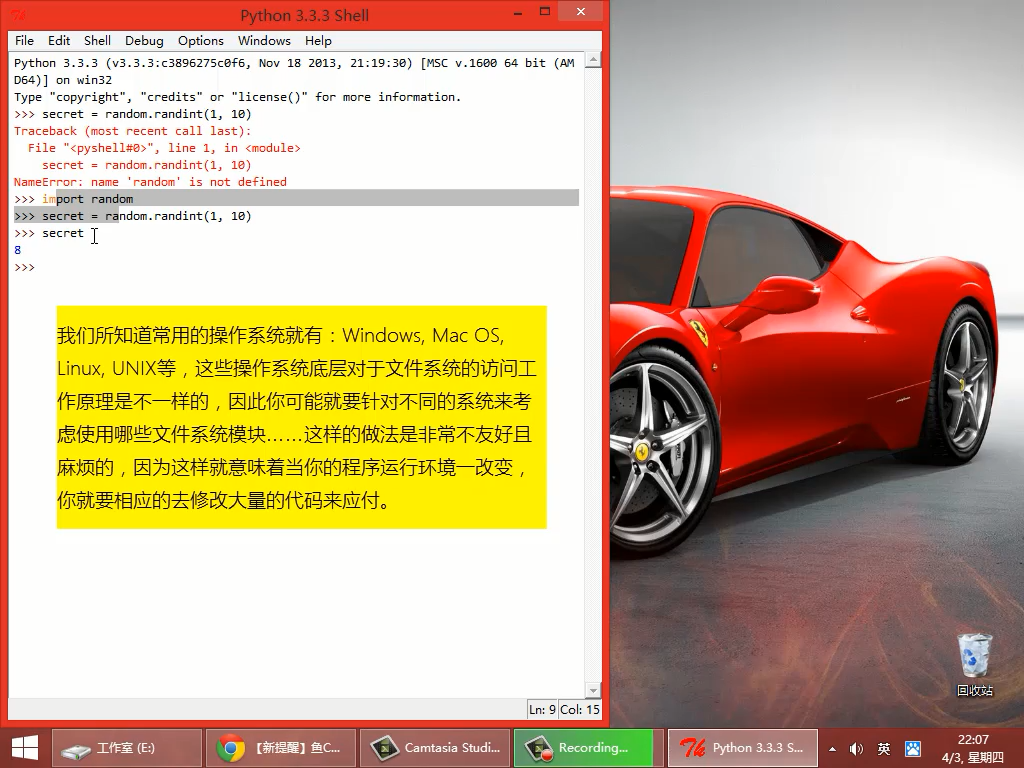 Python 3.3.3 Shell
File Edit Shell Debug Options Windows Help
Python 3.3.3 (v3.3.3:c3896275c0f6, Nov 18 2013, 21:19:30) [MSC v.1600 64 bit (AM
D64)] on win32
Type "copyright", "credits" or "license()" for more information.
>>> secret = random.randint(1, 10)
Traceback (most recent call last):
  File "<pyshell#0>", line 1, in <module>
    secret = random.randint(1, 10)
NameError: name 'random' is not defined
>>> import random
>>> secret = random.randint(1, 10)
>>> secret
8
>>>
我们所知道常用的操作系统就有：Windows, Mac OS,
Linux, UNIX等，这些操作系统底层对于文件系统的访问工
作原理是不一样的，因此你可能就要针对不同的系统来考
虑使用哪些文件系统模块……这样的做法是非常不友好且
麻烦的，因为这样就意味着当你的程序运行环境一改变，
你就要相应的去修改大量的代码来应付。
Ln: 9 Col: 15
回收站
工作室 (E:)
【新提醒】鱼C...
Camtasia Studi...
Recording...
Python 3.3.3 S...
英
22:07
4/3, 星期四